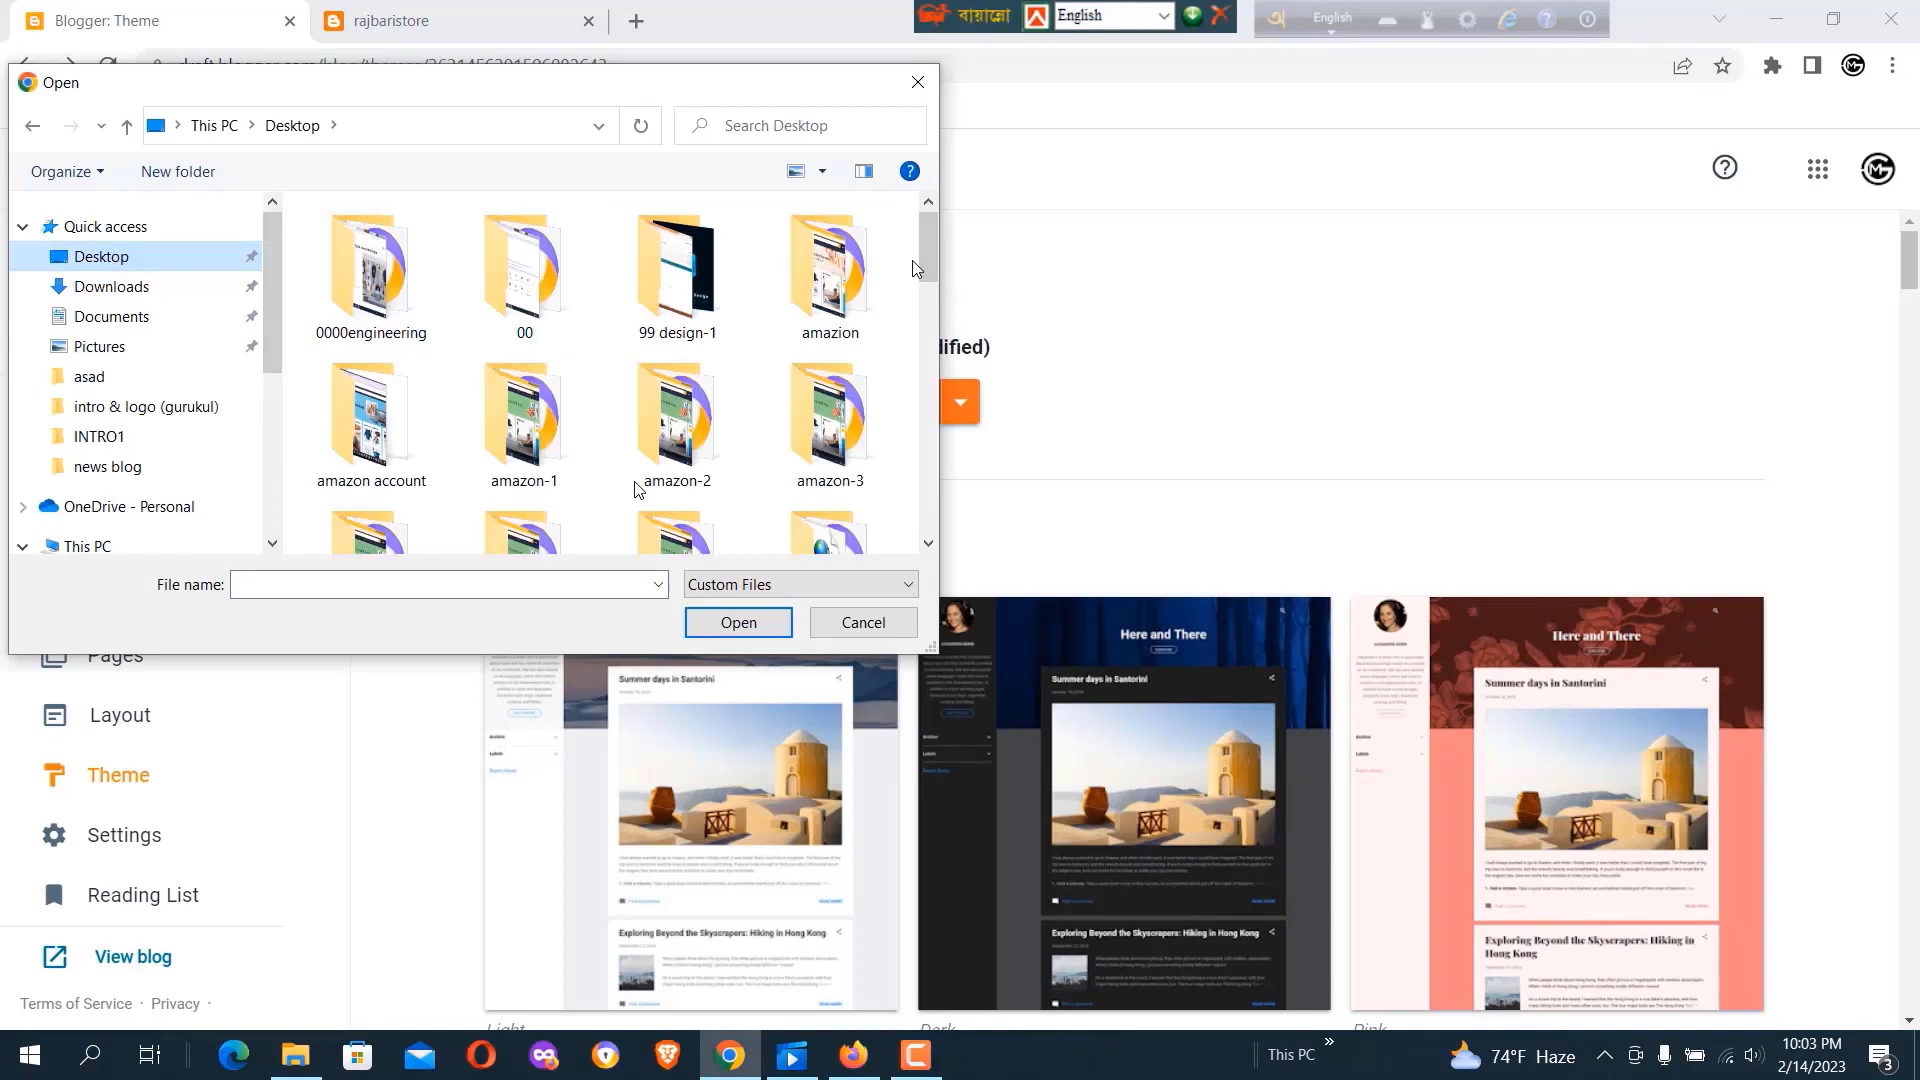 Blogger: Theme
rajbaristore
বায়ান্নো
English
English
Open
This PC
Desktop
Search Desktop
Organize
New folder
Quick access
Desktop
Downloads
Documents
Pictures
asad
intro & logo (gurukul)
INTRO1
news blog
OneDrive - Personal
This PC
0000engineering
00
99 design-1
amazion
amazon account
amazon-1
amazon-2
amazon-3
File name:
Custom Files
Open
Cancel
dified)
Pages
Layout
Theme
Settings
Reading List
View blog
Terms of Service · Privacy ·
Summer days in Santorini
Exploring Beyond the Skyscrapers: Hiking in Hong Kong
Here and There
Summer days in Santorini
Exploring Beyond the Skyscrapers: Hiking in Hong Kong
Here and There
Summer days in Santorini
Exploring Beyond the Skyscrapers: Hiking in
Hong Kong
Light
Dark
Pink
This PC
74°F Haze
10:03 PM
2/14/2023
3